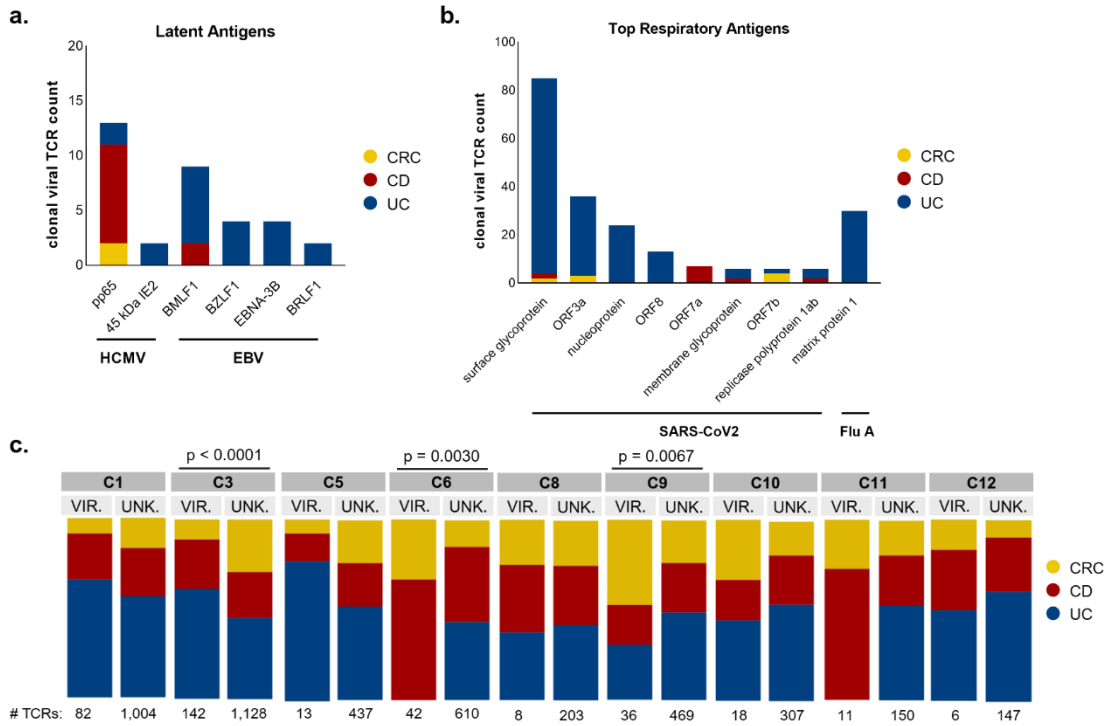 a.
Latent Antigens
clonal viral TCR count
20
15
10
5
0
CRC
CD
UC
pp65
45 kDa IE2
BMLF1
BZLF1
EBNA-3B
BRLF1
HCMV
EBV
b.
Top Respiratory Antigens
clonal viral TCR count
100
80
60
40
20
0
CRC
CD
UC
surface glycoprotein
ORF3a
nucleoprotein
ORF8
ORF7a
membrane glycoprotein
ORF7b
replicase polyprotein 1ab
matrix protein 1
SARS-CoV2
Flu A
c.
p < 0.0001 p = 0.0030 p = 0.0067
C1 C3 C5 C6 C8 C9 C10 C11 C12
VIR. UNK. VIR. UNK. VIR. UNK. VIR. UNK. VIR. UNK. VIR. UNK. VIR. UNK. VIR. UNK. VIR. UNK.
CRC
CD
UC
# TCRs: 82 1,004 142 1,128 13 437 42 610 8 203 36 469 18 307 11 150 6 147